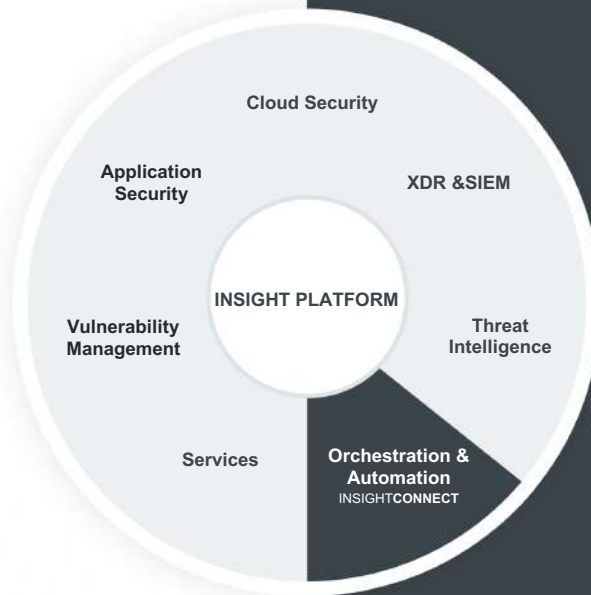 Cloud Security
Application
Security
XDR &SIEM
INSIGHT PLATFORM
Vulnerability
Management
Threat
Intelligence
Services
Orchestration &
Automation
INSIGHTCONNECT